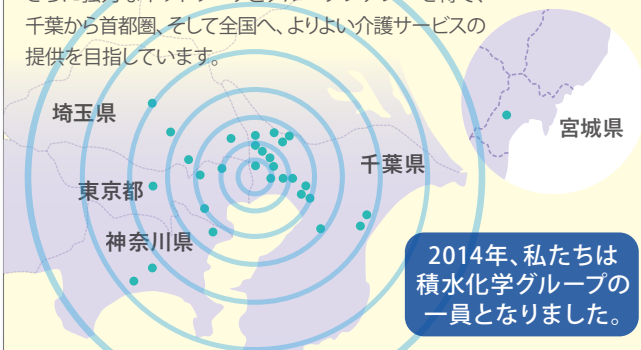 千葉から首都圏、そして全国へ、よりよい介護サービスの
提供を目指しています。
埼玉県
宮城県
千葉県
東京都
神奈川県
2014年、私たちは
積水化学グループの
一員となりました。